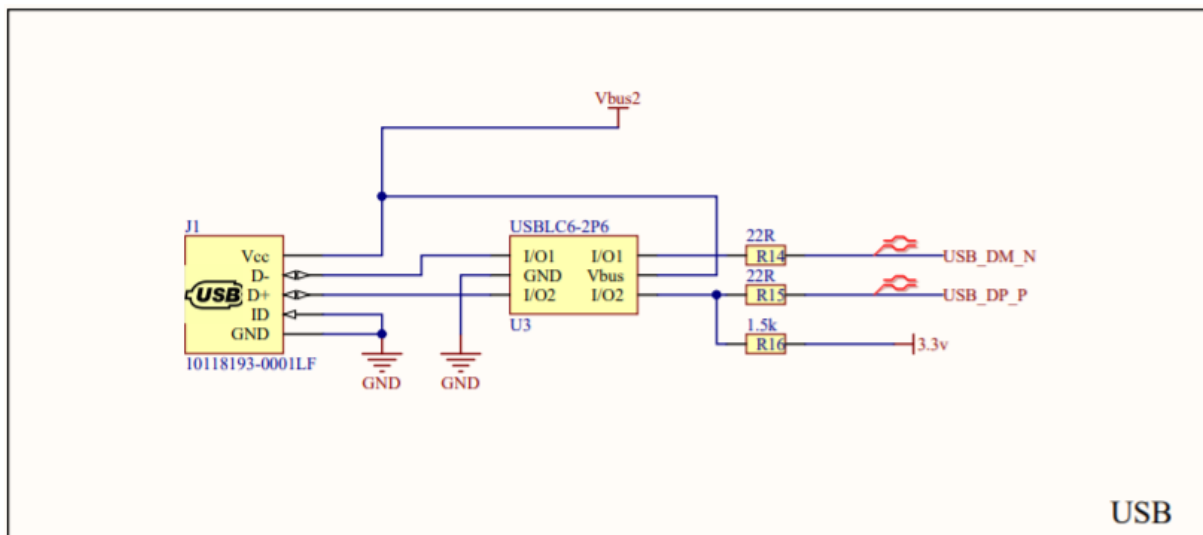 Vbus2
J1
Vcc
D-
D+
ID
GND
USB
10118193-0001LF
GND
GND
USBLC6-2P6
I/O1 I/O1
GND Vbus
I/O2 I/O2
U3
22R
R14
USB_DM_N
22R
R15
USB_DP_P
1.5k
R16
3.3v
USB